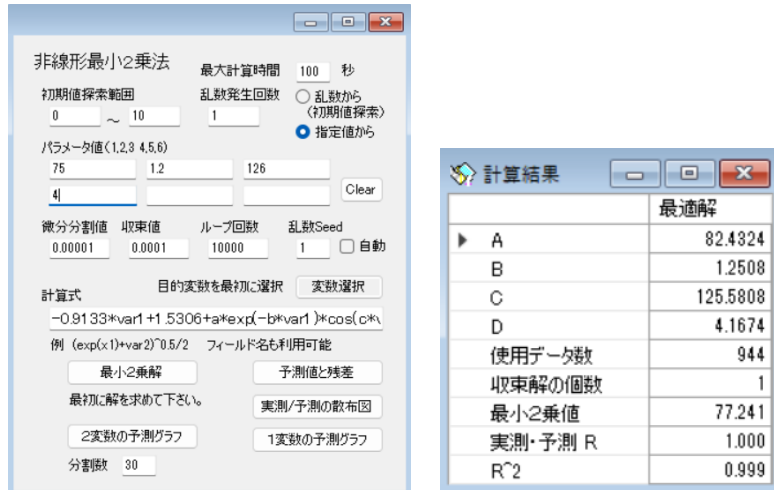 非線形最小2乗法
最大計算時間 100 秒
初期値探索範囲 乱数発生回数 乱数から
0 ～ 10 1 (初期値探索)
指定値から
パラメータ値(1,2,3 4,5,6)
75 1.2 126
4 Clear
微分分割値 収束値 ループ回数 乱数Seed
0.00001 0.0001 10000 1 自動
目的変数を最初に選択 変数選択
計算式
-0.9133*var1+1.5306+a*exp(-b*var1)*cos(c*v
例 (exp(x1)+var2)^0.5/2 フィールド名も利用可能
最小2乗解 予測値と残差
最初に解を求めて下さい。 実測/予測の散布図
2変数の予測グラフ 1変数の予測グラフ
分割数 30
計算結果
最適解
A 82.4324
B 1.2508
C 125.5808
D 4.1674
使用データ数 944
収束解の個数 1
最小2乗値 77.241
実測・予測 R 1.000
R^2 0.999